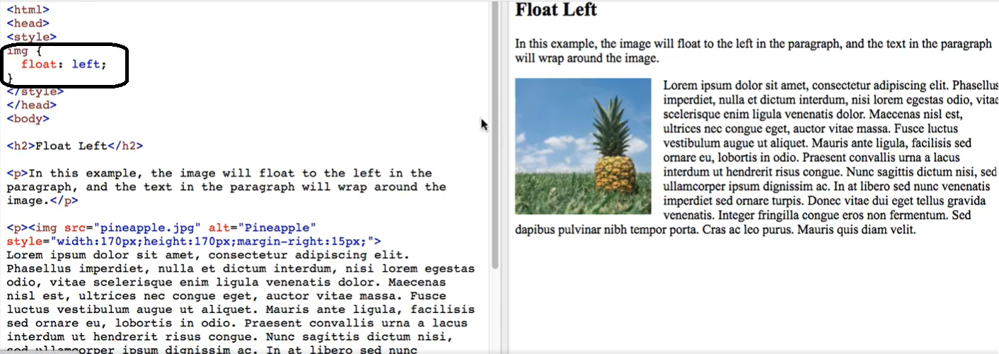 <html>
<head>
<style>
img {
float: left;
}
</style>
</head>
<body>
<h2>Float Left</h2>
<p>In this example, the image will float to the left in the
paragraph, and the text in the paragraph will wrap around the
image.</p>
<p><img src="pineapple.jpg" alt="Pineapple"
style="width:170px;height:170px;margin-right:15px;">
Lorem ipsum dolor sit amet, consectetur adipiscing elit.
Phasellus imperdiet, nulla et dictum interdum, nisi lorem egestas
odio, vitae scelerisque enim ligula venenatis dolor. Maecenas
nisl est, ultrices nec congue eget, auctor vitae massa. Fusce
luctus vestibulum augue ut aliquet. Mauris ante ligula, facilisis
sed ornare eu, lobortis in odio. Praesent convallis urna a lacus
interdum ut hendrerit risus congue. Nunc sagittis dictum nisi,
sed ullamcorper ipsum dignissim ac. In at libero sed nunc
Float Left
In this example, the image will float to the left in the paragraph, and the text in the paragraph
will wrap around the image.
Lorem ipsum dolor sit amet, consectetur adipiscing elit. Phasellus
imperdiet, nulla et dictum interdum, nisi lorem egestas odio, vitae
scelerisque enim ligula venenatis dolor. Maecenas nisl est,
ultrices nec congue eget, auctor vitae massa. Fusce luctus
vestibulum augue ut aliquet. Mauris ante ligula, facilisis sed
ornare eu, lobortis in odio. Praesent convallis urna a lacus
interdum ut hendrerit risus congue. Nunc sagittis dictum nisi, sed
ullamcorper ipsum dignissim ac. In at libero sed nunc venenatis
imperdiet sed ornare turpis. Donec vitae dui eget tellus gravida
venenatis. Integer fringilla congue eros non fermentum. Sed
dapibus pulvinar nibh tempor porta. Cras ac leo purus. Mauris quis diam velit.